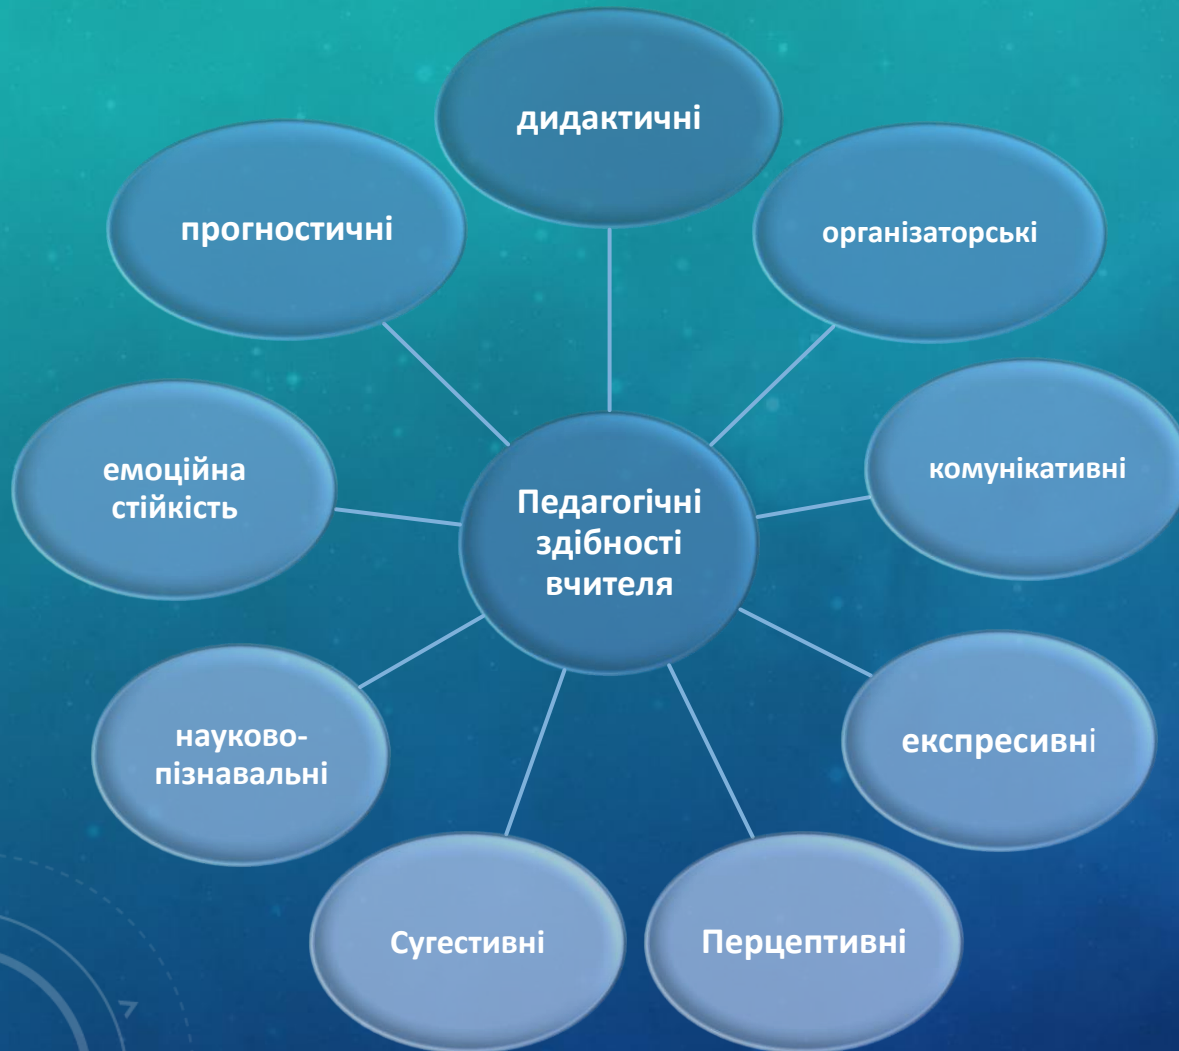 дидактичні
прогностичні
організаторські
емоційна
стійкість
комунікативні
Педагогічні
здібності
вчителя
науково-
пізнавальні
експресивні
Сугестивні
Перцептивні